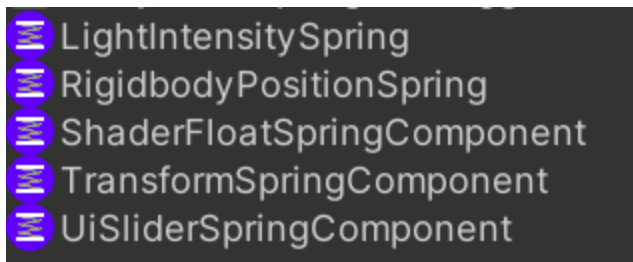 LightIntensitySpring
RigidbodyPositionSpring
ShaderFloatSpringComponent
TransformSpringComponent
UiSliderSpringComponent